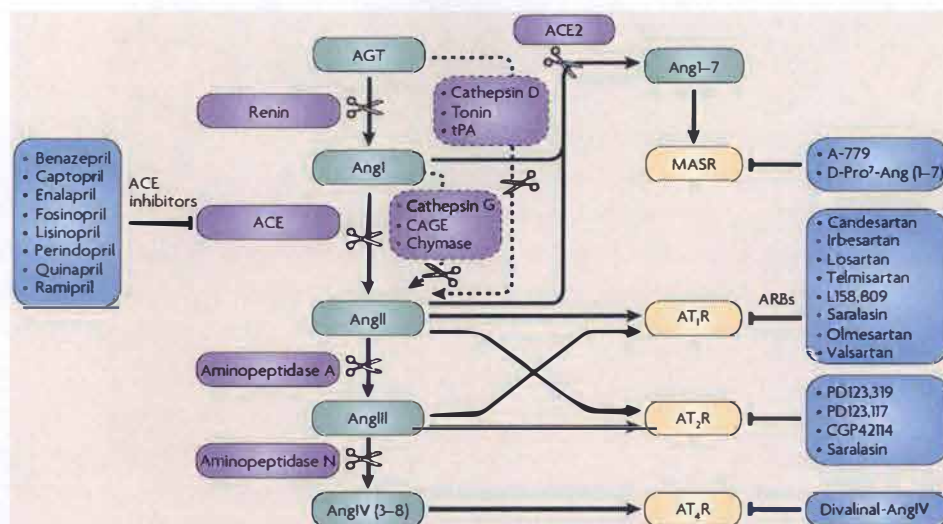 ACE2
AGT
Ang1–7
• Cathepsin D
• Tonin
• tPA
Renin
AngI
MASR
• A-779
• D-Pro⁷-Ang (1–7)
• Benazepril
• Captopril
• Enalapril
• Fosinopril
• Lisinopril
• Perindopril
• Quinapril
• Ramipril
ACE
inhibitors
ACE
• Cathepsin G
• CAGE
• Chymase
• Candesartan
• Irbesartan
• Losartan
• Telmisartan
• L158,809
• Saralasin
• Olmesartan
• Valsartan
ARBs
AngII
AT₁R
Aminopeptidase A
AngIII
AT₂R
• PD123,319
• PD123,117
• CGP42114
• Saralasin
Aminopeptidase N
AngIV (3–8)
AT₄R
Divalinal-AngIV